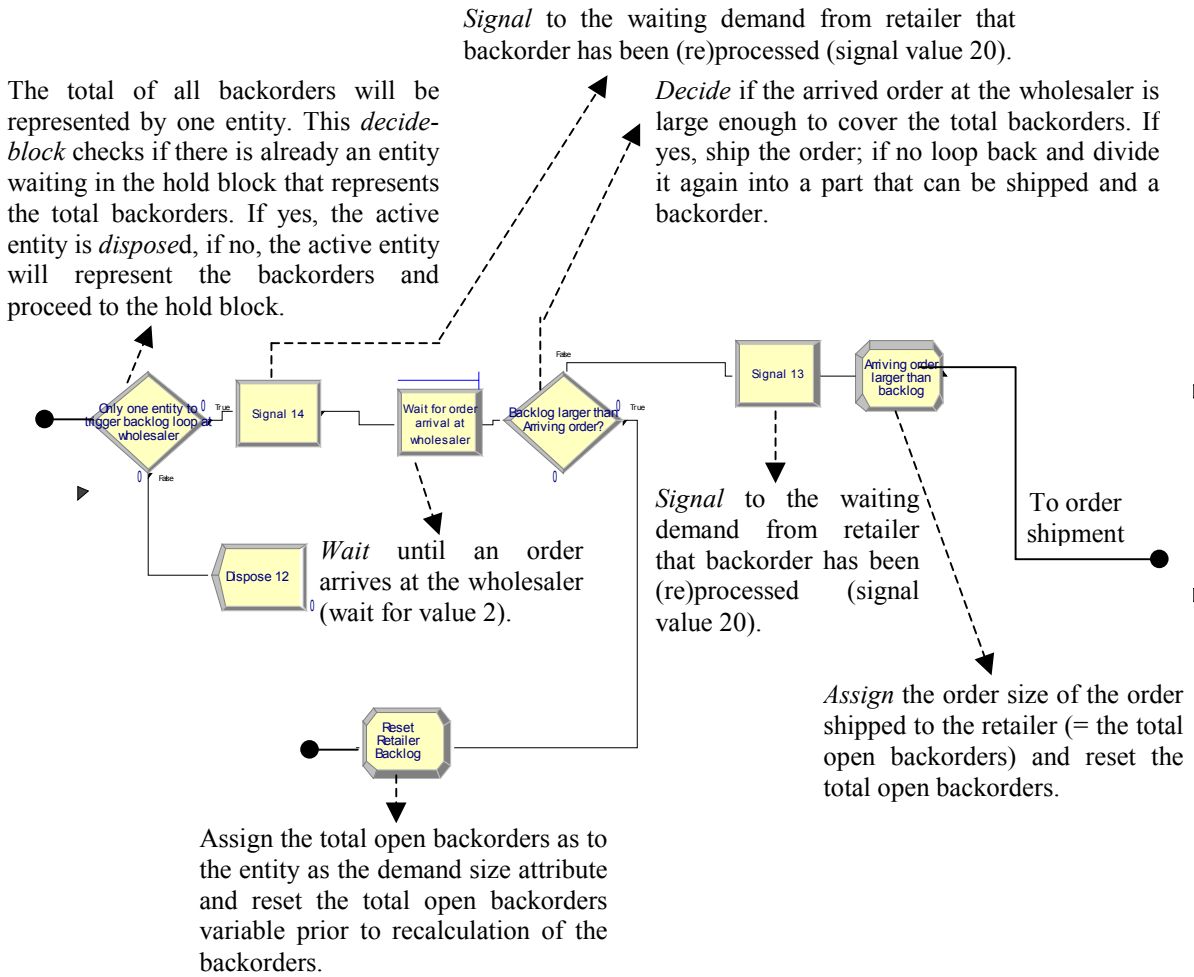 Signal to the waiting demand from retailer that
backorder has been (re)processed (signal value 20).
The total of all backorders will be
represented by one entity. This decide-
block checks if there is already an entity
waiting in the hold block that represents
the total backorders. If yes, the active
entity is disposed, if no, the active entity
will represent the backorders and
proceed to the hold block.
Decide if the arrived order at the wholesaler is
large enough to cover the total backorders. If
yes, ship the order; if no loop back and divide
it again into a part that can be shipped and a
backorder.
Only one entity to
trigger backlog loop at
wholesaler
0
True
0
False
Signal 14
Wait for order
arrival at
wholesaler
Backlog larger than
Arriving order?
False
0
True
0
Signal 13
Arriving order
larger than
backlog
Dispose 12
0
Wait until an order
arrives at the wholesaler
(wait for value 2).
Signal to the waiting
demand from retailer
that backorder has been
(re)processed (signal
value 20).
To order
shipment
Assign the order size of the order
shipped to the retailer (= the total
open backorders) and reset the
total open backorders.
Reset
Retailer
Backlog
Assign the total open backorders as to
the entity as the demand size attribute
and reset the total open backorders
variable prior to recalculation of the
backorders.